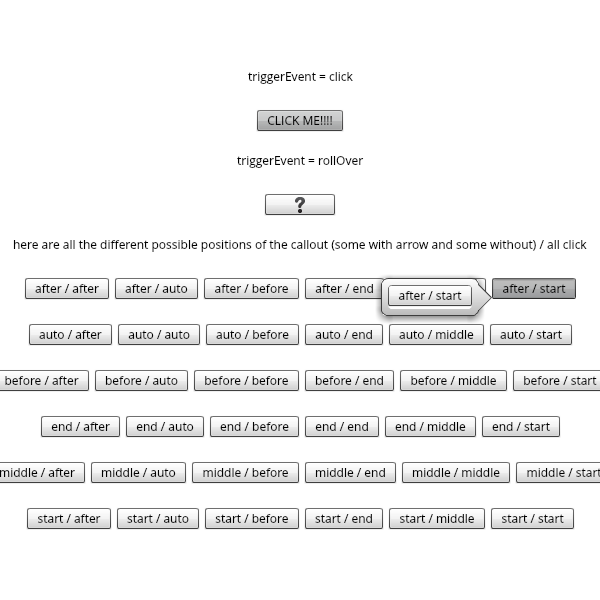 triggerEvent = click
CLICK ME!!!!
triggerEvent = rollOver
?
here are all the different possible positions of the callout (some with arrow and some without) / all click
after / after after / auto after / before after / end after / start after / start
auto / after auto / auto auto / before auto / end auto / middle auto / start
before / after before / auto before / before before / end before / middle before / start
end / after end / auto end / before end / end end / middle end / start
middle / after middle / auto middle / before middle / end middle / middle middle / start
start / after start / auto start / before start / end start / middle start / start